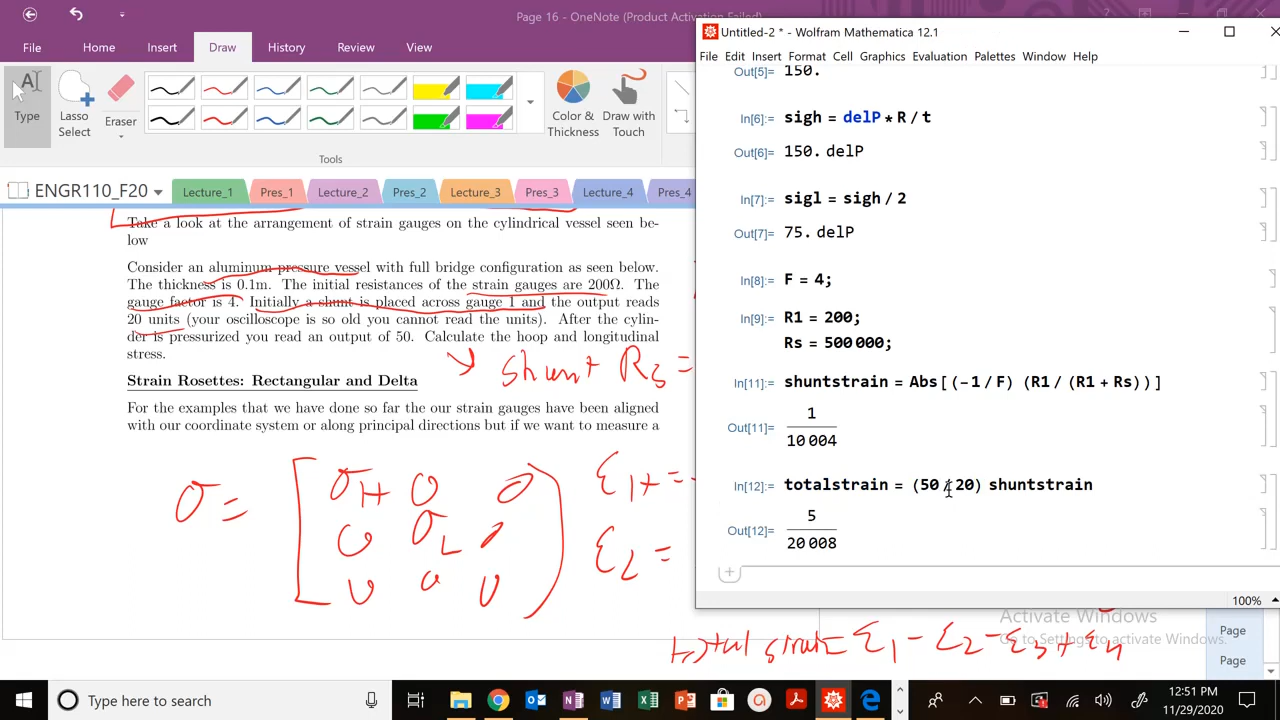 Page 16 - OneNote (Product Activation Failed)
File Home Insert Draw History Review View
Type
Lasso Select
Eraser
Color & Thickness
Draw with Touch
Tools
ENGR110_F20
Lecture_1 Pres_1 Lecture_2 Pres_2 Lecture_3 Pres_3 Lecture_4 Pres_4
Take a look at the arrangement of strain gauges on the cylindrical vessel seen be-
low
Consider an aluminum pressure vessel with full bridge configuration as seen below.
The thickness is 0.1m. The initial resistances of the strain gauges are 200Ω. The
gauge factor is 4. Initially a shunt is placed across gauge 1 and the output reads
20 units (your oscilloscope is so old you cannot read the units). After the cylin-
der is pressurized you read an output of 50. Calculate the hoop and longitudinal
stress.
shunt Rs =
Strain Rosettes: Rectangular and Delta
For the examples that we have done so far the our strain gauges have been aligned
with our coordinate system or along principal directions but if we want to measure a
σ =
σH 0 0
0 σL 0
0 0 0
ε1 =
ε2 =
total strain = ε1 - ε2 - ε3 + ε4
Untitled-2 * - Wolfram Mathematica 12.1
File Edit Insert Format Cell Graphics Evaluation Palettes Window Help
Out[5]= 150.
In[6]:= sigh = delP * R / t
Out[6]= 150. delP
In[7]:= sigl = sigh / 2
Out[7]= 75. delP
In[8]:= F = 4;
In[9]:= R1 = 200;
Rs = 500 000;
In[11]:= shuntstrain = Abs[(-1 / F) (R1 / (R1 + Rs))]
Out[11]= 1
10 004
In[12]:= totalstrain = (50 / 20) shuntstrain
Out[12]= 5
20 008
100%
Activate Windows
Go to Settings to activate Windows.
Page
Page
Type here to search
12:51 PM
11/29/2020